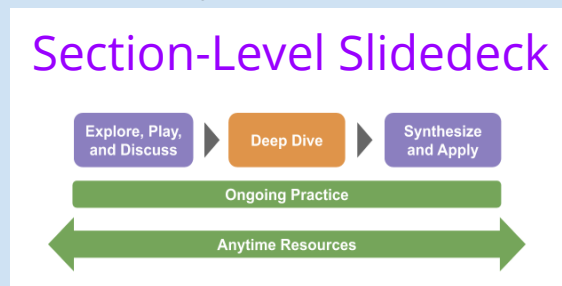 Section-Level Slidedeck
Explore, Play,
and Discuss
Deep Dive
Synthesize
and Apply
Ongoing Practice
Anytime Resources